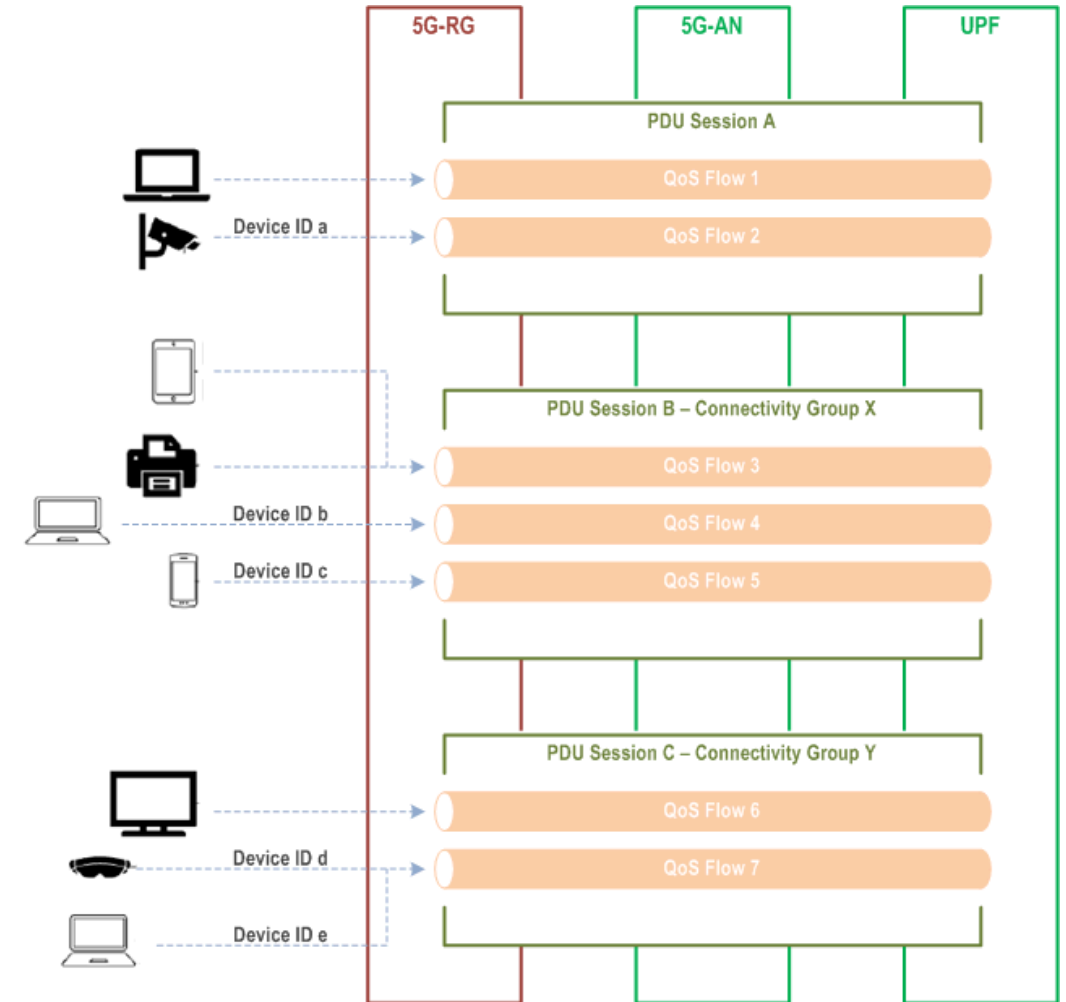 5G-RG
5G-AN
UPF
PDU Session A
QoS Flow 1
Device ID a
QoS Flow 2
PDU Session B – Connectivity Group X
QoS Flow 3
Device ID b
QoS Flow 4
Device ID c
QoS Flow 5
PDU Session C – Connectivity Group Y
QoS Flow 6
Device ID d
QoS Flow 7
Device ID e